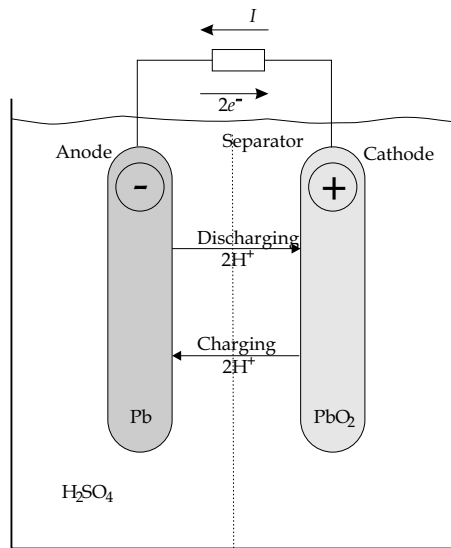 I
2e⁻
Separator
Anode
Cathode
-
+
Discharging
2H⁺
Charging
2H⁺
Pb
PbO₂
H₂SO₄